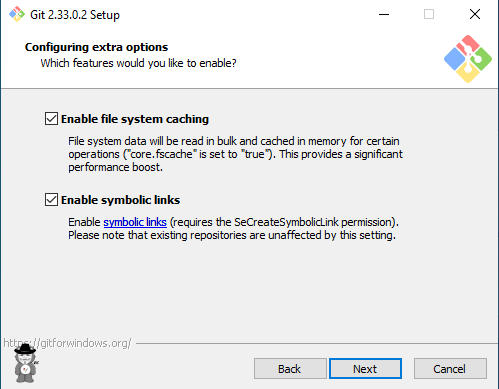 Git 2.33.0.2 Setup
Configuring extra options
Which features would you like to enable?
Enable file system caching
File system data will be read in bulk and cached in memory for certain
operations ("core.fscache" is set to "true"). This provides a significant
performance boost.
Enable symbolic links
Enable symbolic links (requires the SeCreateSymbolicLink permission).
Please note that existing repositories are unaffected by this setting.
https://gitforwindows.org/
Back
Next
Cancel